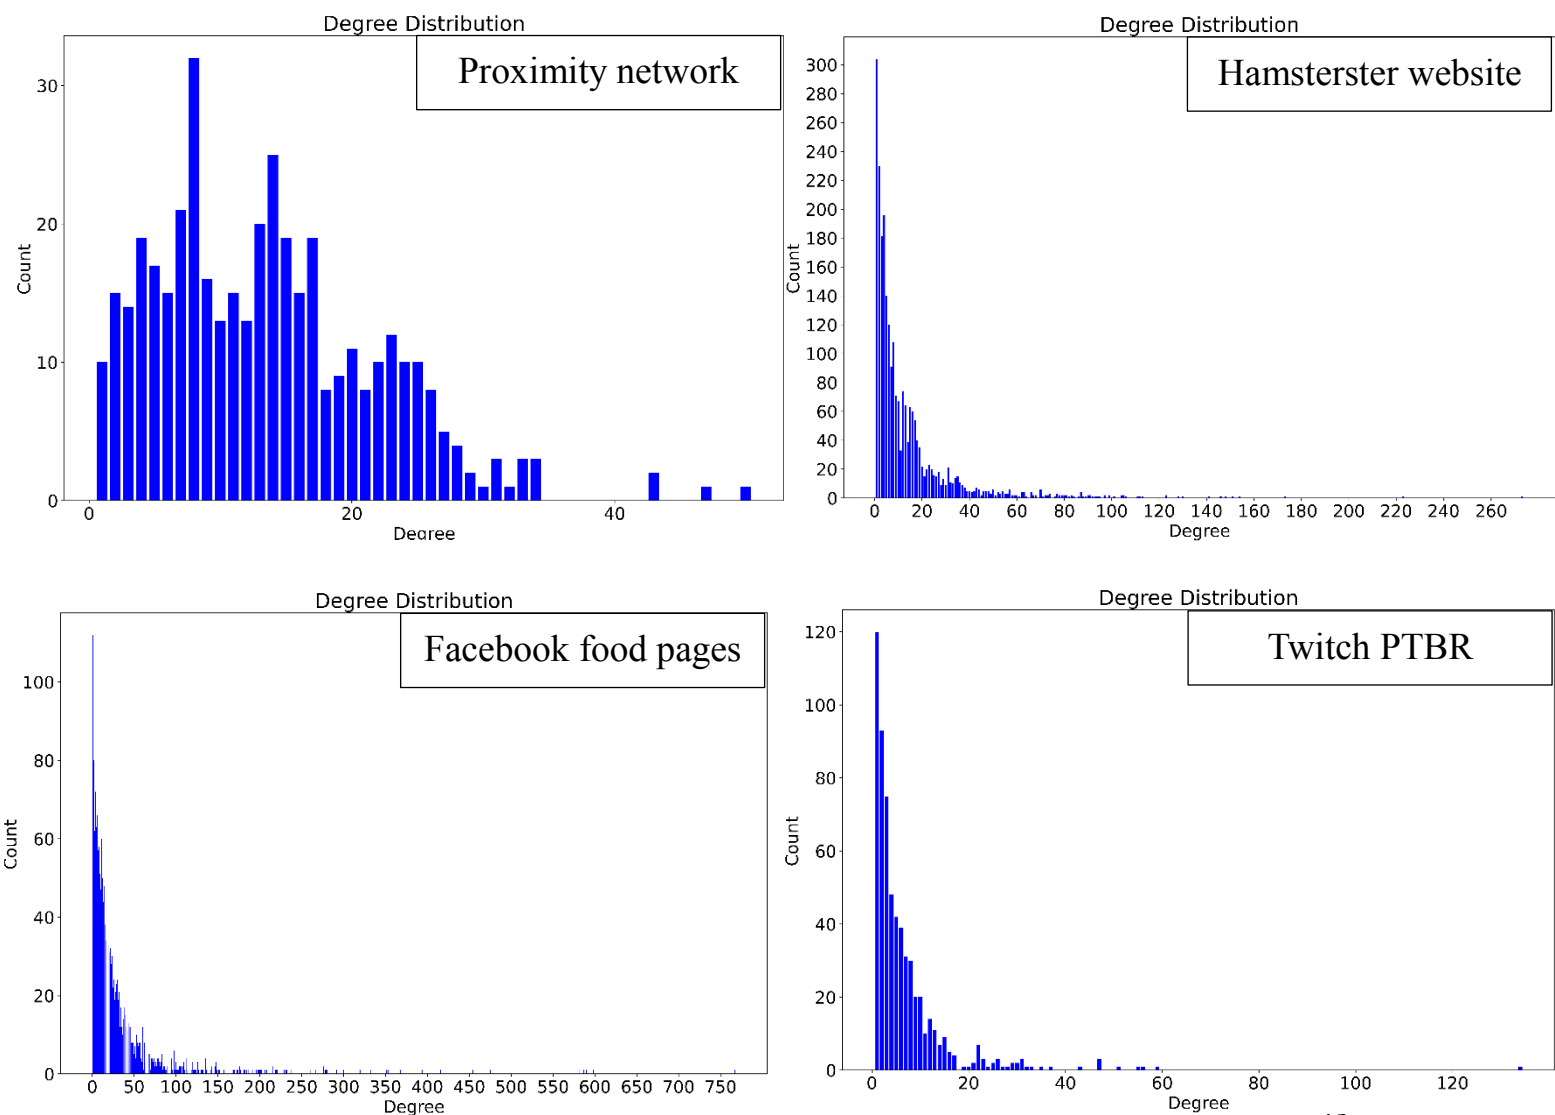 Degree Distribution
Proximity network
30
20
10
0
Count
0 20 40
Degree
Degree Distribution
Hamsterster website
300
280
260
240
220
200
180
160
140
120
100
80
60
40
20
0
Count
0 20 40 60 80 100 120 140 160 180 200 220 240 260
Degree
Degree Distribution
Facebook food pages
100
80
60
40
20
0
Count
0 50 100 150 200 250 300 350 400 450 500 550 600 650 700 750
Degree
Degree Distribution
Twitch PTBR
120
100
80
60
40
20
0
Count
0 20 40 60 80 100 120
Degree